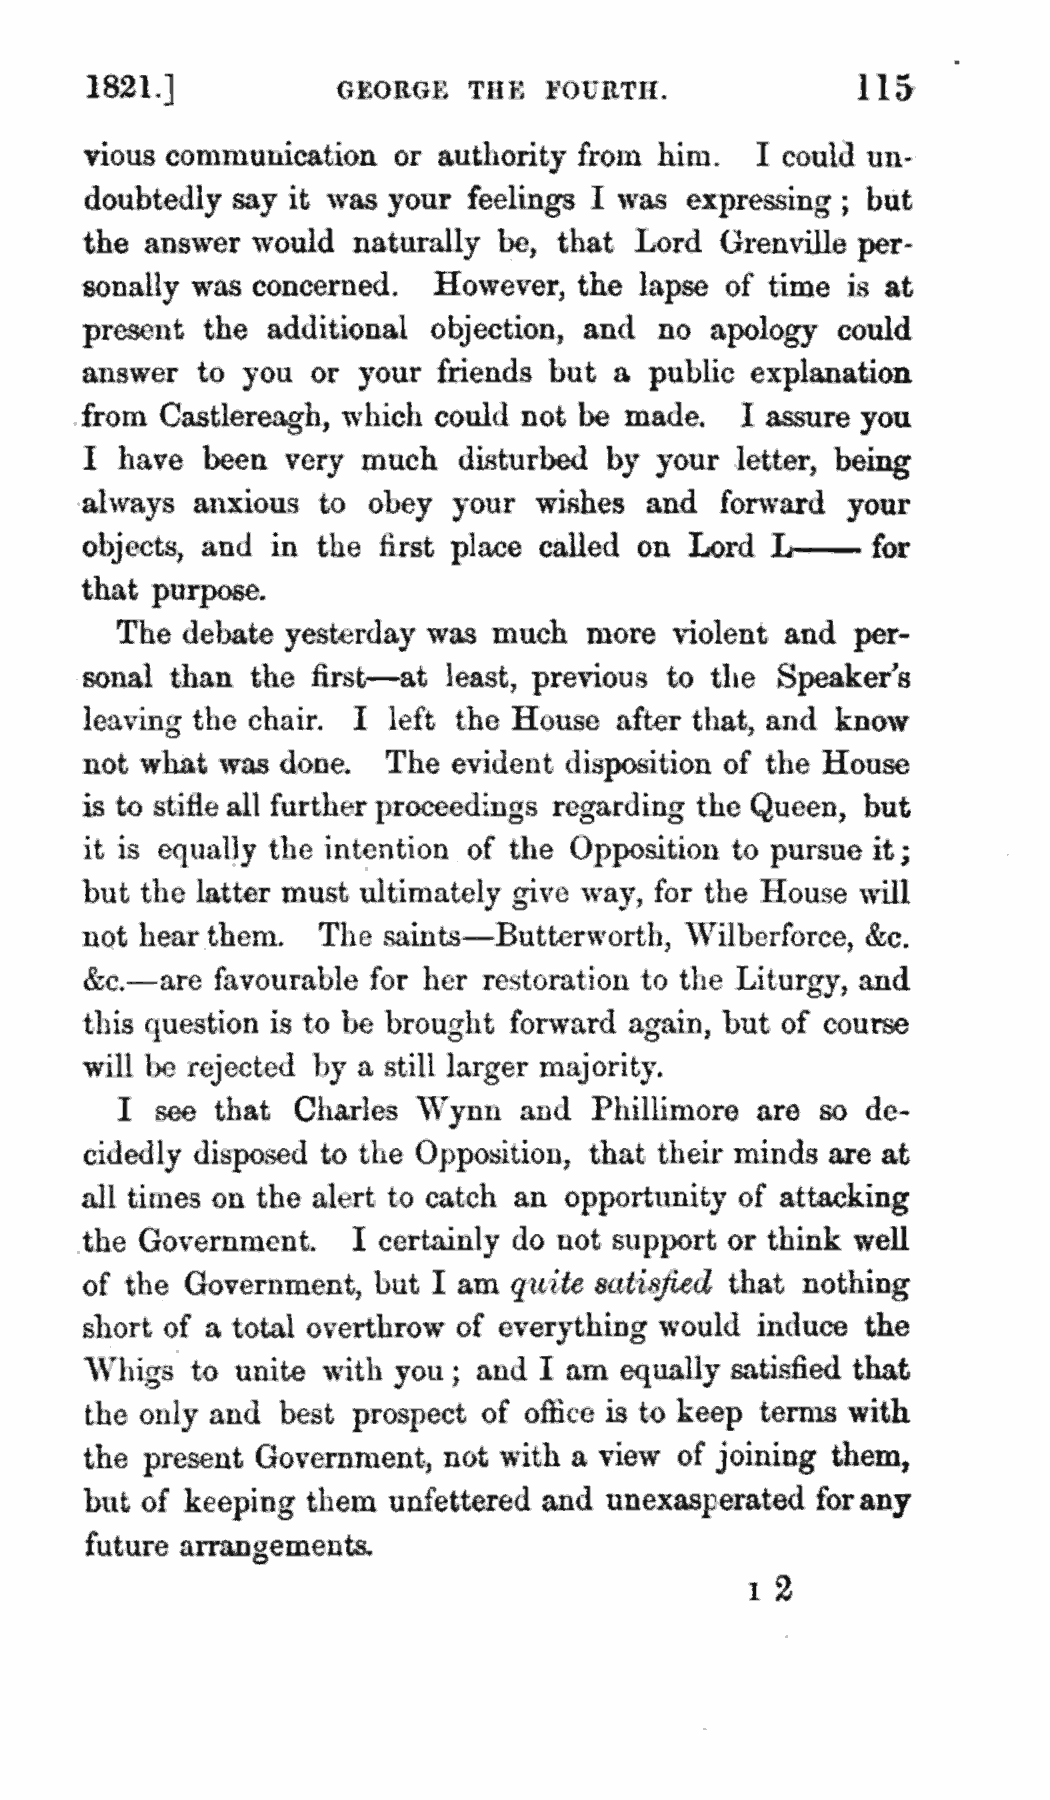 1821.] GEORGE THE FOURTH. 115
vious communication or authority from him. I could un-
doubtedly say it was your feelings I was expressing ; but
the answer would naturally be, that Lord Grenville per-
sonally was concerned. However, the lapse of time is at
present the additional objection, and no apology could
answer to you or your friends but a public explanation
from Castlereagh, which could not be made. I assure you
I have been very much disturbed by your letter, being
always anxious to obey your wishes and forward your
objects, and in the first place called on Lord L—— for
that purpose.
The debate yesterday was much more violent and per-
sonal than the first—at least, previous to the Speaker's
leaving the chair. I left the House after that, and know
not what was done. The evident disposition of the House
is to stifle all further proceedings regarding the Queen, but
it is equally the intention of the Opposition to pursue it ;
but the latter must ultimately give way, for the House will
not hear them. The saints—Butterworth, Wilberforce, &c.
&c.—are favourable for her restoration to the Liturgy, and
this question is to be brought forward again, but of course
will be rejected by a still larger majority.
I see that Charles Wynn and Phillimore are so de-
cidedly disposed to the Opposition, that their minds are at
all times on the alert to catch an opportunity of attacking
the Government. I certainly do not support or think well
of the Government, but I am quite satisfied that nothing
short of a total overthrow of everything would induce the
Whigs to unite with you ; and I am equally satisfied that
the only and best prospect of office is to keep terms with
the present Government, not with a view of joining them,
but of keeping them unfettered and unexasperated for any
future arrangements.
I 2